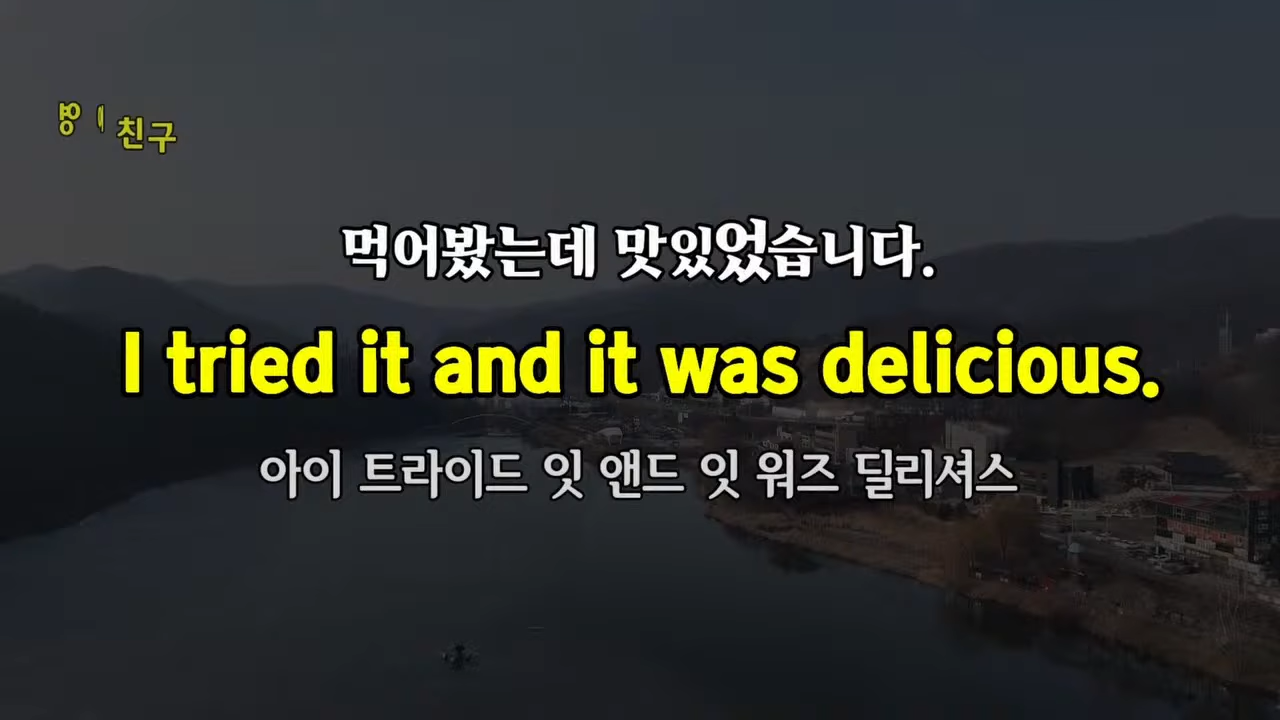 친구
먹어봤는데 맛있었습니다.
I tried it and it was delicious.
아이 트라이드 잇 앤드 잇 워즈 딜리셔스